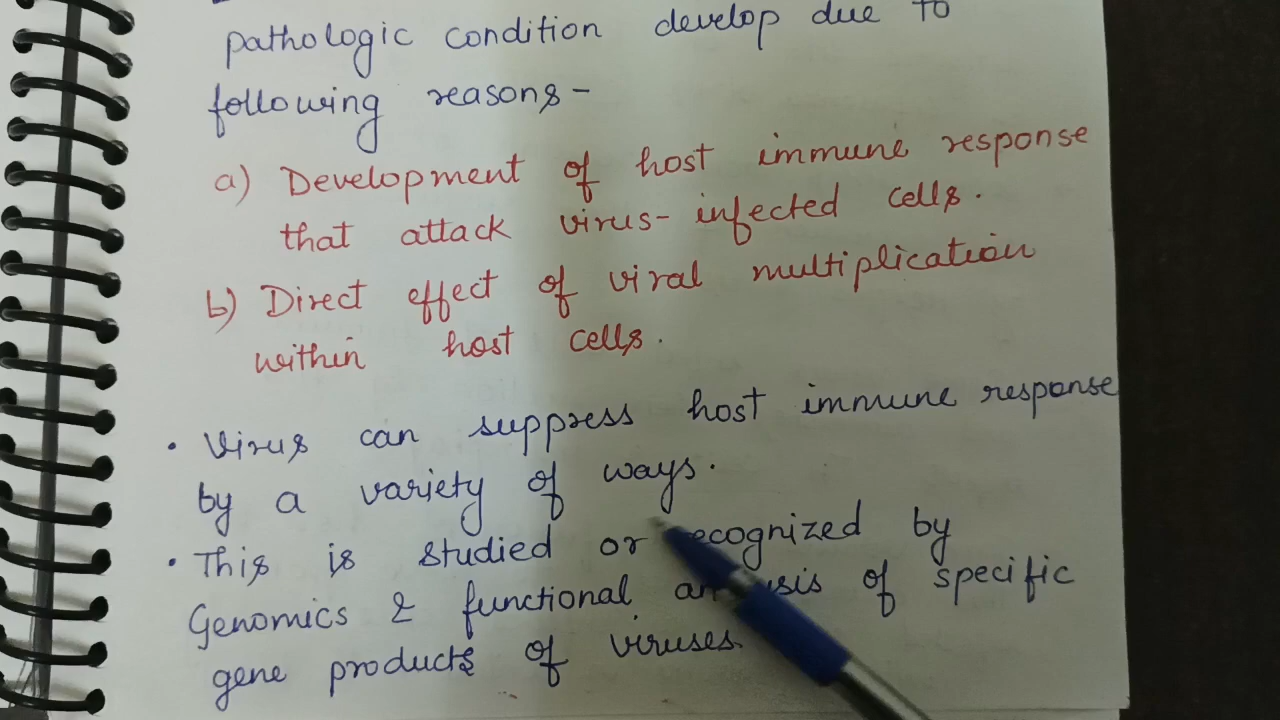 pathologic condition develop due to
following reasons-
a) Development of host immune response
that attack virus-infected cells.
b) Direct effect of viral multiplication
within host cells.
• Virus can suppress host immune response
by a variety of ways.
• This is studied or recognized by
Genomics & functional analysis of specific
gene products of viruses.